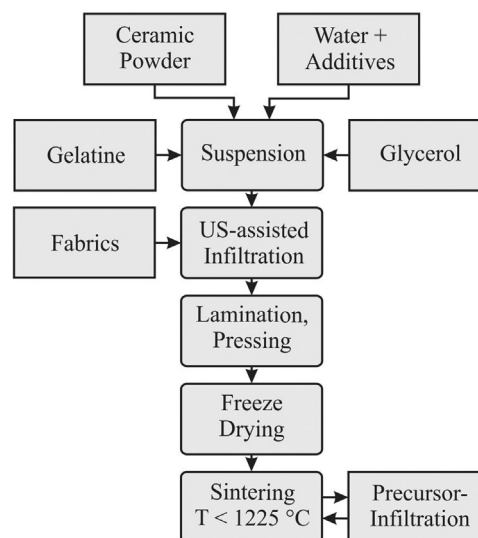 Ceramic
Powder
Water +
Additives
Gelatine
Suspension
Glycerol
Fabrics
US-assisted
Infiltration
Lamination,
Pressing
Freeze
Drying
Sintering
T < 1225 °C
Precursor-
Infiltration